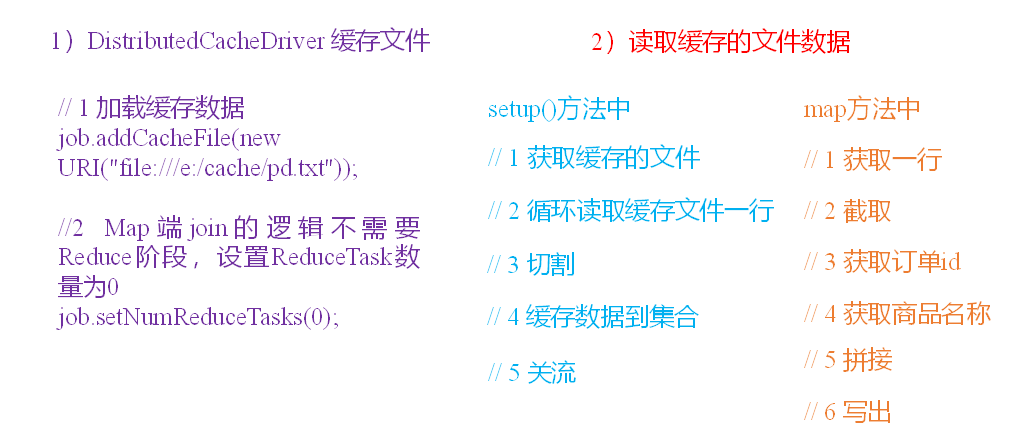 1）DistributedCacheDriver 缓存文件
// 1 加载缓存数据
job.addCacheFile(new
URI("file:///e:/cache/pd.txt"));
//2 Map 端 join 的逻辑不需要
Reduce阶段，设置ReduceTask数
量为0
job.setNumReduceTasks(0);
2）读取缓存的文件数据
setup()方法中
// 1 获取缓存的文件
// 2 循环读取缓存文件一行
// 3 切割
// 4 缓存数据到集合
// 5 关流
map方法中
// 1 获取一行
// 2 截取
// 3 获取订单id
// 4 获取商品名称
// 5 拼接
// 6 写出